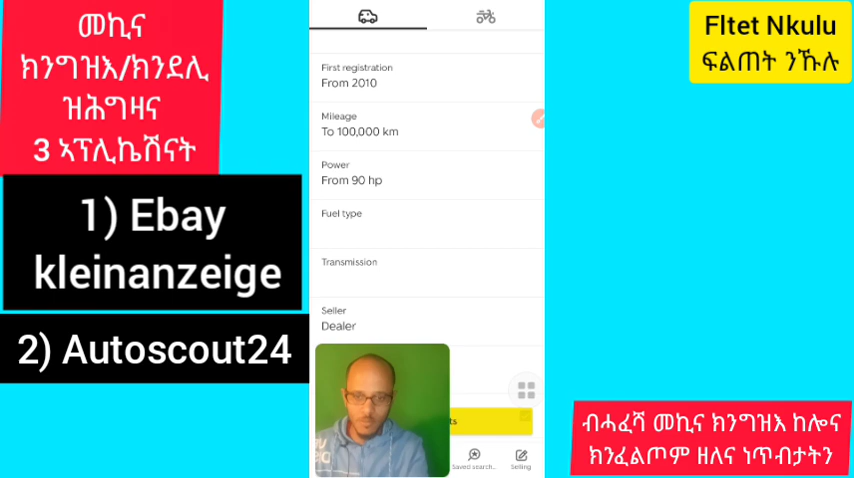 መኪና
ክንግዝእ/ክንደሊ
ዝሕግዛና
3 ኣፕሊኬሽናት
1) Ebay
kleinanzeige
2) Autoscout24
First registration
From 2010
Mileage
To 100,000 km
Power
From 90 hp
Fuel type
Transmission
Seller
Dealer
Saved search..
Selling
Fltet Nkulu
ፍልጠት ንኹሉ
ብሓፈሻ መኪና ክንግዝእ ከሎና
ክንፈልጦም ዘለና ነጥብታትን